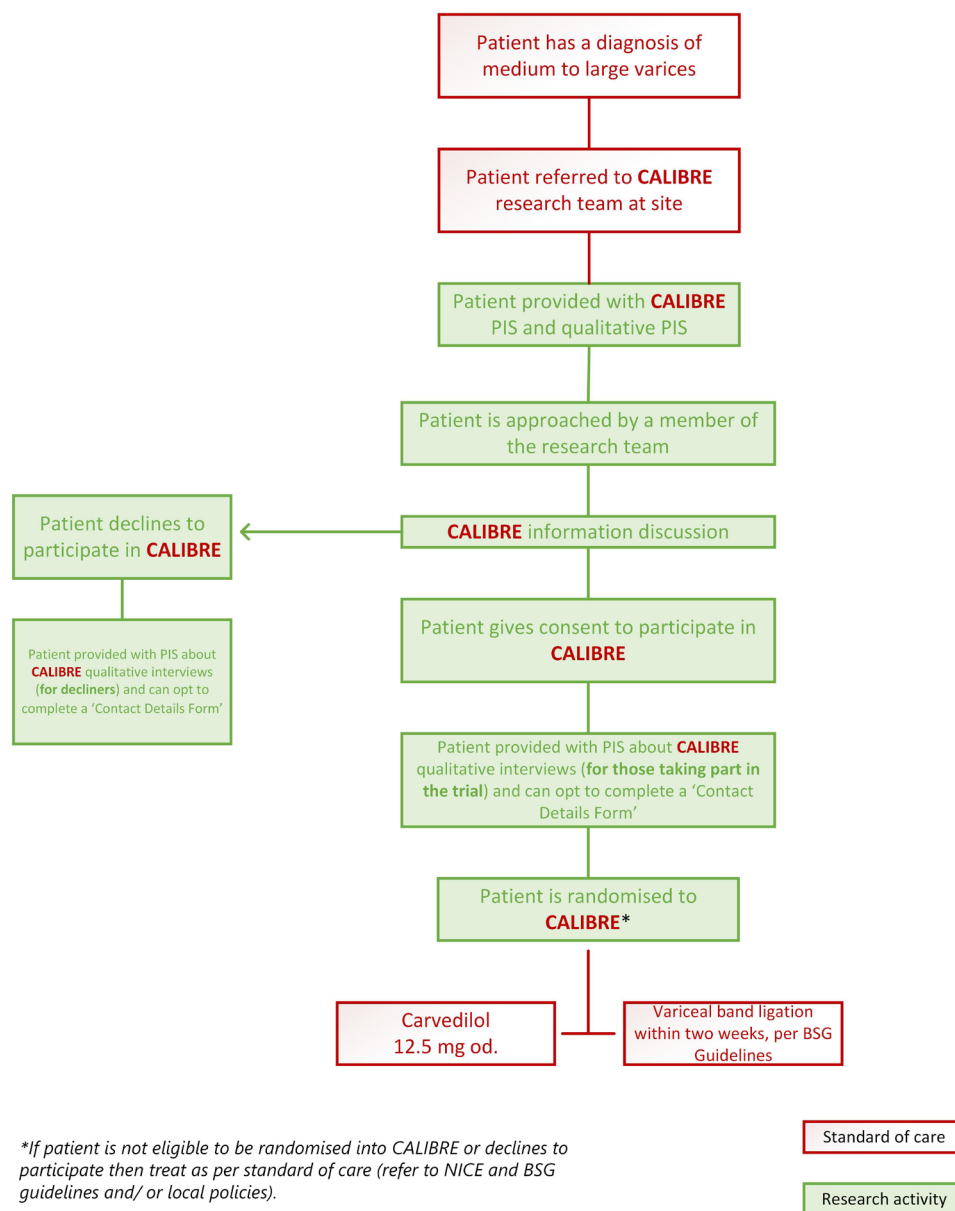 Patient has a diagnosis of
medium to large varices
Patient referred to CALIBRE
research team at site
Patient provided with CALIBRE
PIS and qualitative PIS
Patient is approached by a member of
the research team
CALIBRE information discussion
Patient declines to
participate in CALIBRE
Patient provided with PIS about
CALIBRE qualitative interviews
(for decliners) and can opt to
complete a ‘Contact Details Form’
Patient gives consent to participate in
CALIBRE
Patient provided with PIS about CALIBRE
qualitative interviews (for those taking part in
the trial) and can opt to complete a ‘Contact
Details Form’
Patient is randomised to
CALIBRE*
Carvedilol
12.5 mg od.
Variceal band ligation
within two weeks, per BSG
Guidelines
*If patient is not eligible to be randomised into CALIBRE or declines to
participate then treat as per standard of care (refer to NICE and BSG
guidelines and/ or local policies).
Standard of care
Research activity